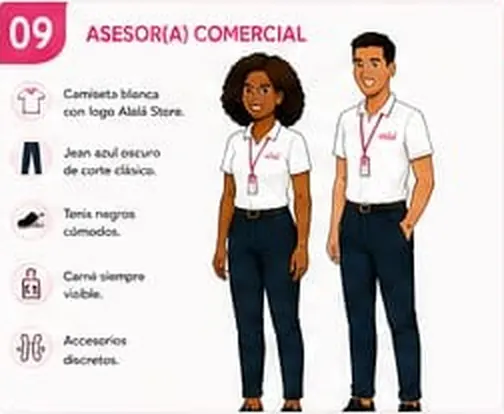 09
ASESOR(A) COMERCIAL
Camiseta blanca
con logo Alalá Store.
Jean azul oscuro
de corte clásico.
Tenis negros
cómodos.
Carné siempre
visible.
Accesorios
discretos.
alalá